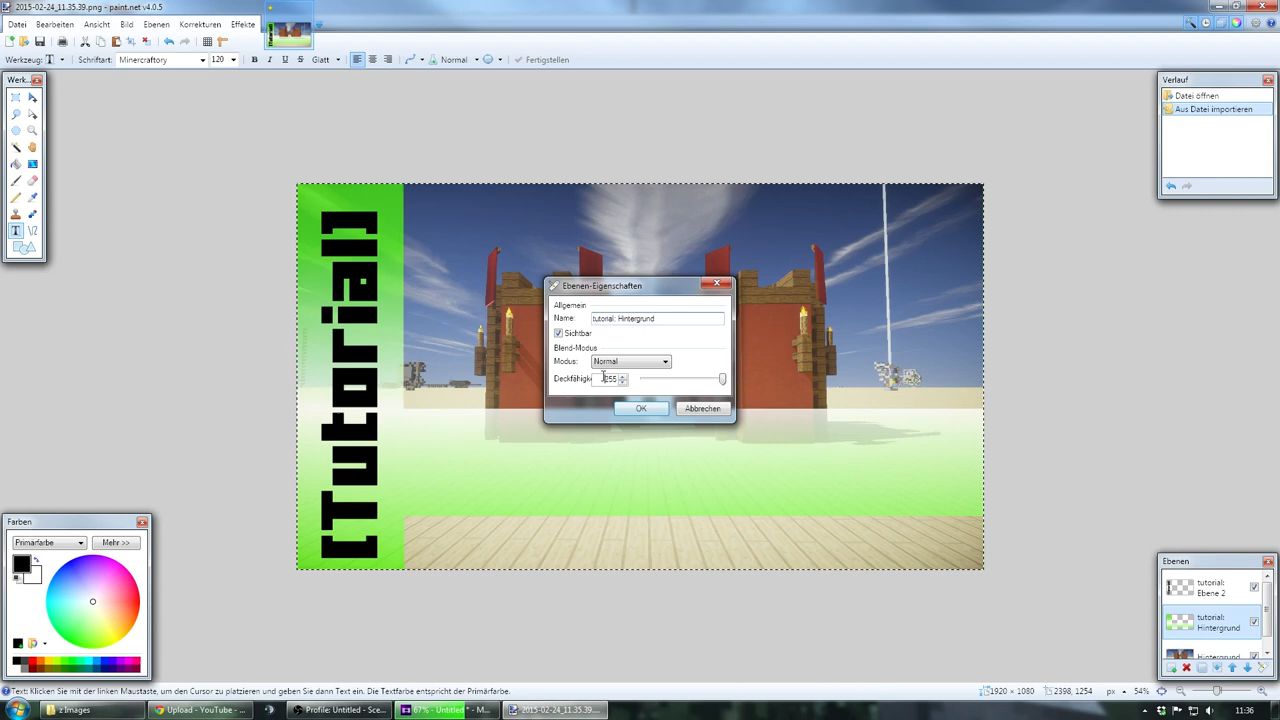 2015-02-24_11.35.39.png - paint.net v4.0.5
Datei Bearbeiten Ansicht Bild Ebenen Korrekturen Effekte
Werkzeug: T Schriftart: Minercraftory 120 B I U S Glatt Normal Fertigstellen
Werk...
Verlauf
Datei öffnen
Aus Datei importieren
[Tutorial]
Ebenen-Eigenschaften
Allgemein
Name: tutorial: Hintergrund
Sichtbar
Blend-Modus
Modus: Normal
Deckfähigke 255
OK Abbrechen
Farben
Primärfarbe Mehr >>
Ebenen
tutorial:
Ebene 2
tutorial:
Hintergrund
Hintergrund
Text: Klicken Sie mit der linken Maustaste, um den Cursor zu platzieren und geben Sie dann Text ein. Die Textfarbe entspricht der Primärfarbe.
1920 × 1080 2398, 1254 px 54%
z Images Upload - YouTube - ... Profile: Untitled - Sce... 67% - Untitled * - M... 2015-02-24_11.35.39... 11:36